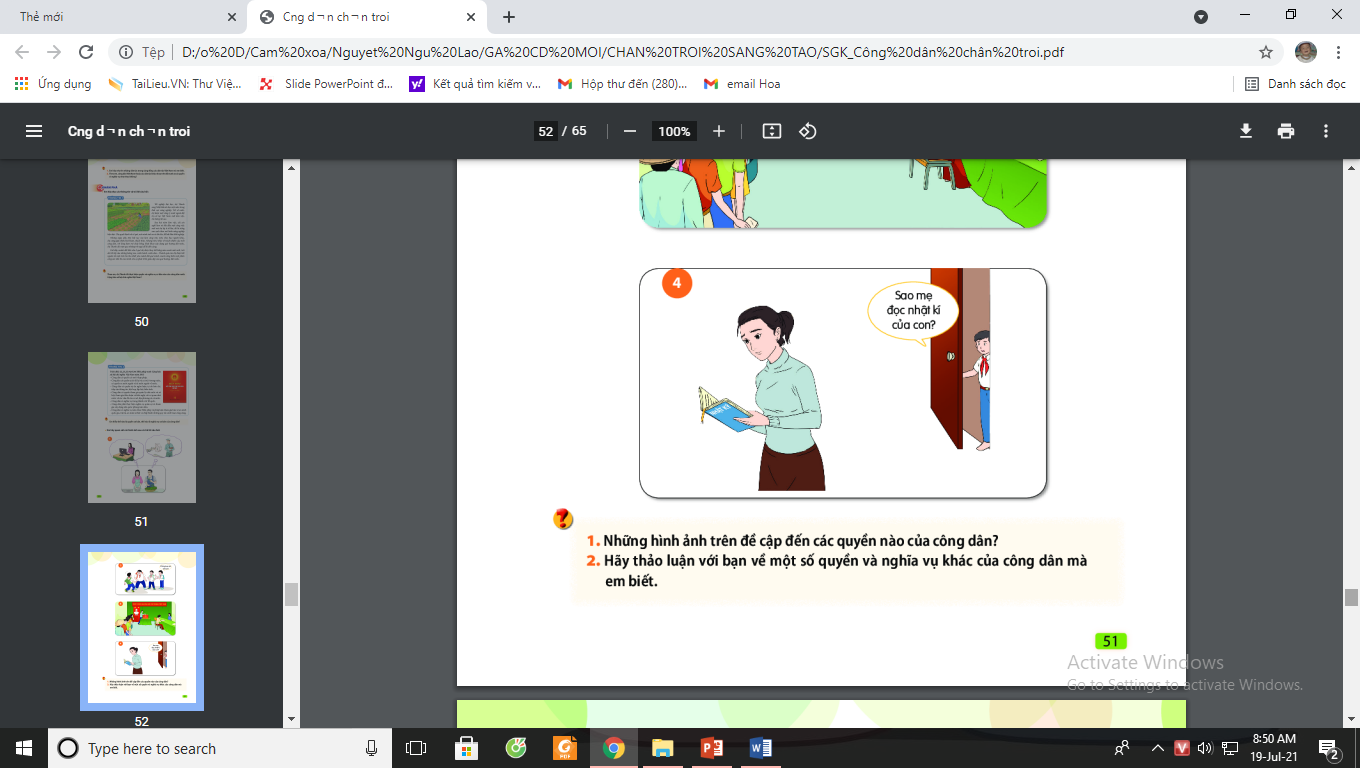 Thẻ mới
Cng d ¬ n ch ¬ n troi
Tệp
D:/o%20D/Cam%20xoa/Nguyet%20Ngu%20Lao/GA%20CD%20MOI/CHAN%20TROI%20SANG%20TAO/SGK_Công%20dân%20chân%20troi.pdf
Ứng dụng
TaiLieu.VN: Thư Việ...
Slide PowerPoint đ...
Kết quả tìm kiếm v...
Hộp thư đến (280)...
email Hoa
Danh sách đọc
Cng d ¬ n ch ¬ n troi
52 / 65
100%
50
51
52
4
Sao mẹ
đọc nhật kí
của con?
NHẬT KÍ
1. Những hình ảnh trên đề cập đến các quyền nào của công dân?
2. Hãy thảo luận với bạn về một số quyền và nghĩa vụ khác của công dân mà
em biết.
51
Activate Windows
Go to Settings to activate Windows.
Type here to search
8:50 AM
19-Jul-21
2